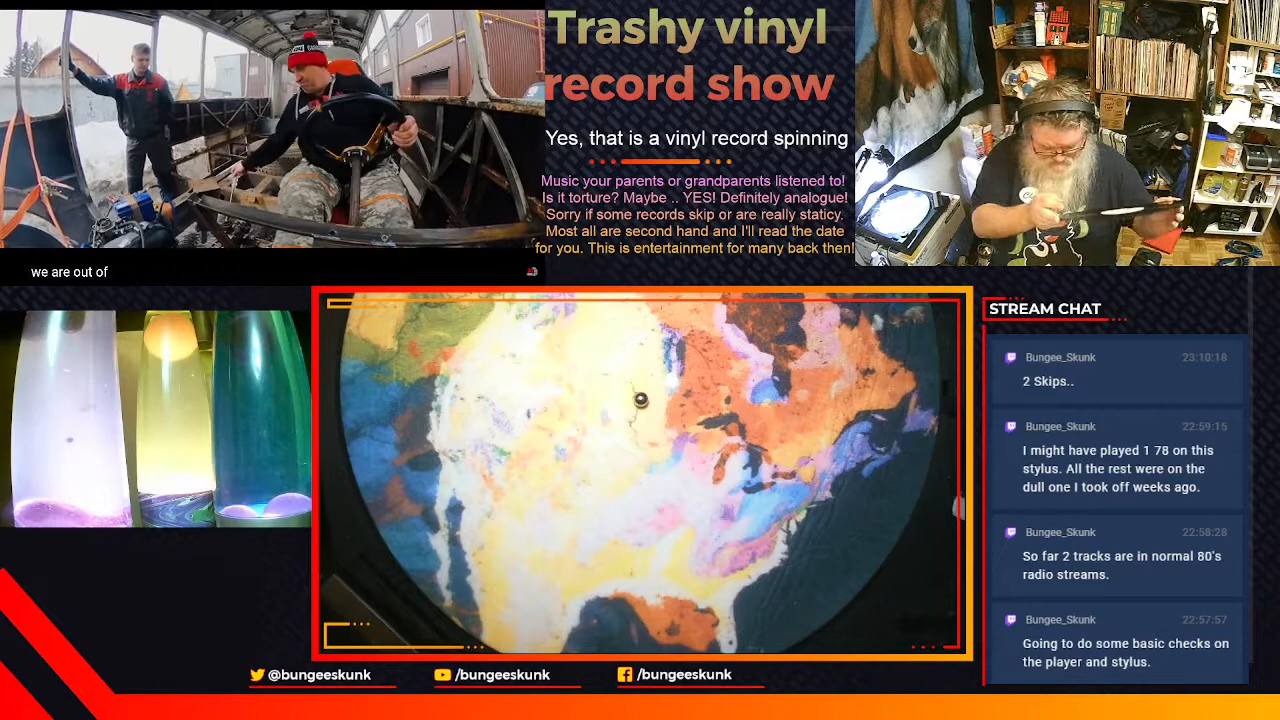 Trashy vinyl
record show
Yes, that is a vinyl record spinning
Music your parents or grandparents listened to!
Is it torture? Maybe .. YES! Definitely analogue!
Sorry if some records skip or are really staticy.
Most all are second hand and I'll read the date
for you. This is entertainment for many back then!
we are out of
STREAM CHAT
Bungee_Skunk 23:10:18
2 Skips..
Bungee_Skunk 22:59:15
I might have played 1 78 on this
stylus. All the rest were on the
dull one I took off weeks ago.
Bungee_Skunk 22:58:28
So far 2 tracks are in normal 80's
radio streams.
Bungee_Skunk 22:57:57
Going to do some basic checks on
the player and stylus.
@bungeeskunk
/bungeeskunk
/bungeeskunk